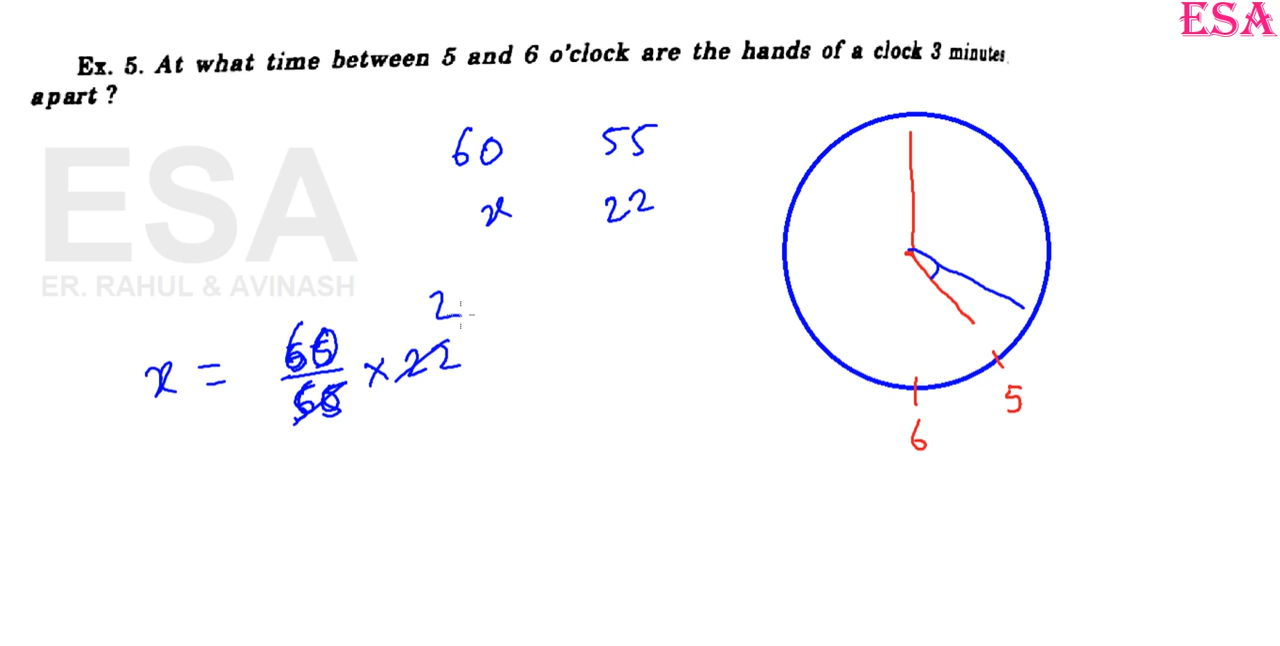 ESA
Ex. 5. At what time between 5 and 6 o'clock are the hands of a clock 3 minutes
apart ?
60 55
x 22
ESA
ER. RAHUL & AVINASH
2
x = 60/55 × 22
5
6